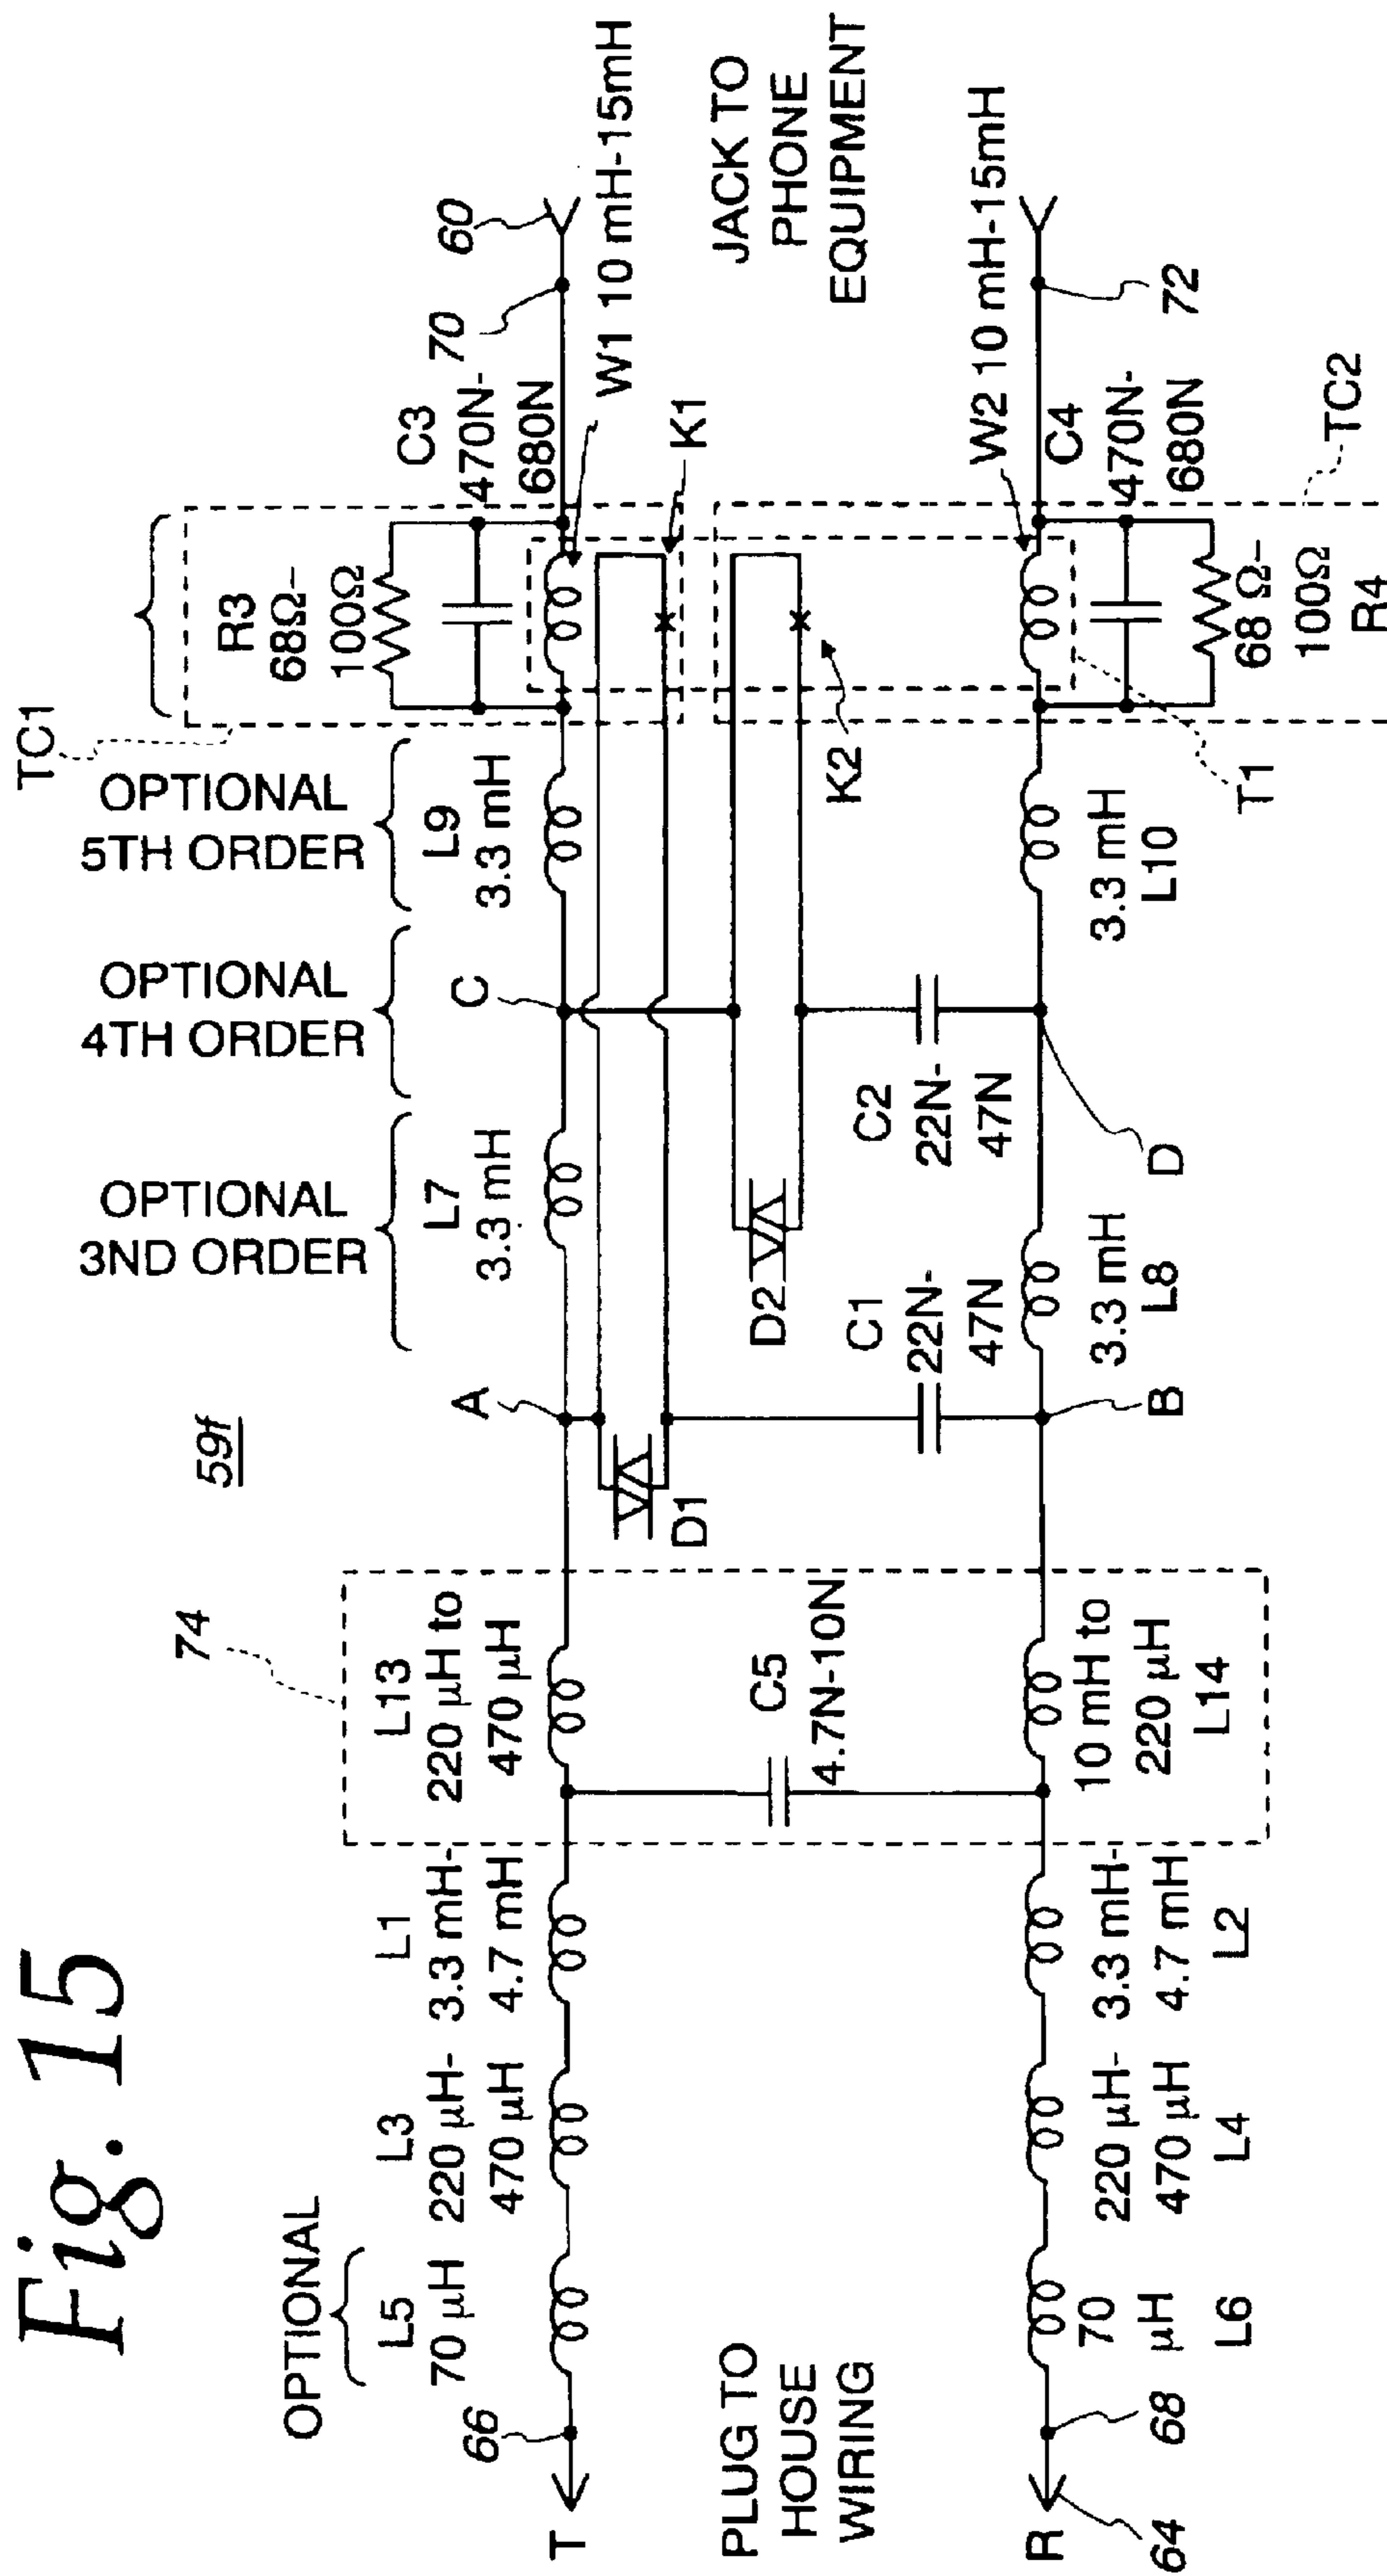 Fig. 15
59f
OPTIONAL
L5
70 µH
L3
220 µH-
470 µH
L1
3.3 mH-
4.7 mH
74
L13
220 µH to
470 µH
OPTIONAL
3ND ORDER
L7
3.3 mH
OPTIONAL
4TH ORDER
OPTIONAL
5TH ORDER
L9
3.3 mH
TC1
R3
68Ω–
100Ω
C3
470N-
680N
70
60
W1 10 mH-15mH
K1
T
66
A
C
D1
D2
K2
C5
4.7N-10N
C1
22N-
47N
C2
22N-
47N
PLUG TO
HOUSE
WIRING
JACK TO
PHONE
EQUIPMENT
W2 10 mH-15mH
R
64
68
70
µH
L6
220 µH-
470 µH
L4
3.3 mH-
4.7 mH
L2
10 mH to
220 µH
L14
B
3.3 mH
L8
D
3.3 mH
L10
T1
68 Ω–
100Ω
R4
C4
470N-
680N
72
TC2